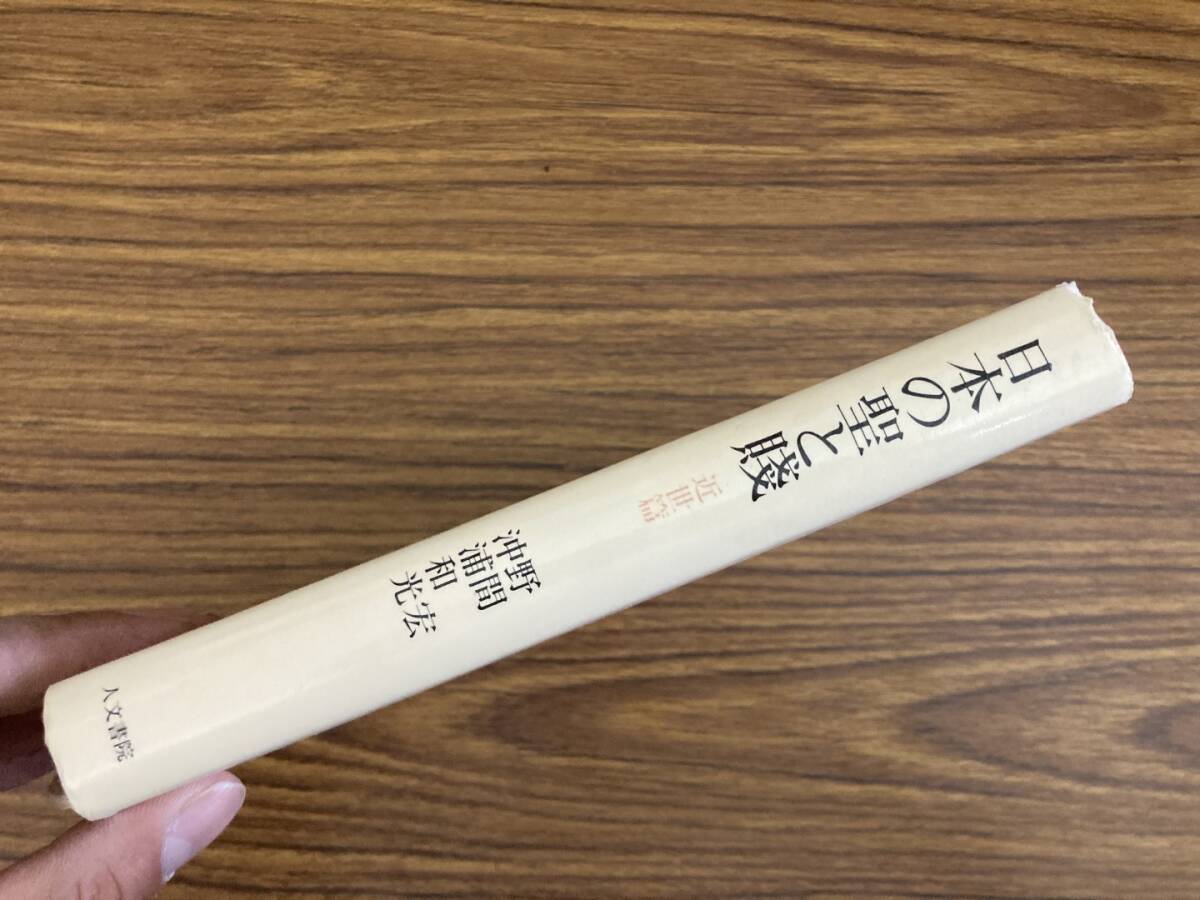 日本の聖と賤
近世篇
野間宏
沖浦和光
人文書院